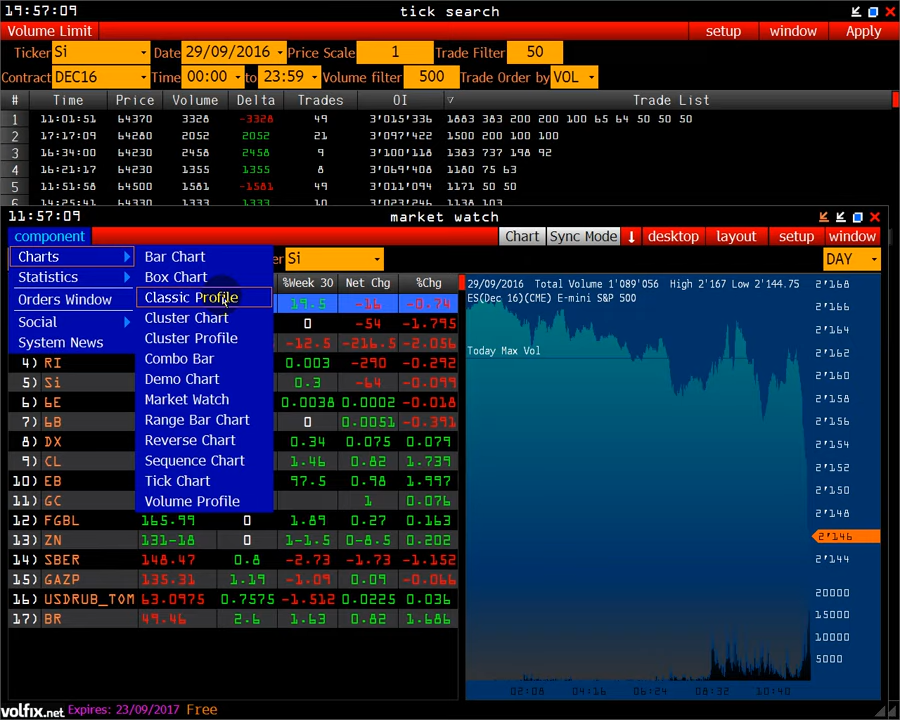 19:57:09 tick search
Volume Limit setup window Apply
Ticker Si Date 29/09/2016 Price Scale 1 Trade Filter 50
Contract DEC16 Time 00:00 to 23:59 Volume filter 500 Trade Order by VOL
# Time Price Volume Delta Trades OI Trade List
1 11:01:51 64370 3328 -3328 49 3'015'336 1883 383 200 200 100 65 64 50 50 50
2 17:17:09 64280 2052 2052 21 3'097'422 1500 200 100 100
3 16:34:00 64230 2458 2458 9 3'100'118 1383 737 198 92
4 16:21:17 64230 1355 1355 8 3'069'408 1180 75 63
5 11:51:58 64500 1581 -1581 49 3'011'094 1171 50 50
6 14:25:41 64230 1333 1333 10 3'023'246 1138 103
11:57:09 market watch
component Chart Sync Mode desktop layout setup window
Charts Bar Chart er Si DAY
Statistics Box Chart
%Week 30 Net Chg %Chg
Orders Window Classic Profile 19.5 -16 -0.74
Social Cluster Chart 0 -54 -1.795
System News Cluster Profile -12.5 -216.5 -2.056
4) RI Combo Bar 0.003 -290 -0.292
5) Si Demo Chart 0.3 -64 -0.099
6) 6E Market Watch 0.0038 0.0002 -0.018
7) 6B Range Bar Chart 0 0.0051 -0.391
8) DX Reverse Chart 0.34 0.075 0.079
9) CL Sequence Chart 1.46 0.82 1.739
10) EB Tick Chart 97.5 0.98 1.997
11) GC Volume Profile 1 0.076
12) FGBL 165.99 0 1.89 0.27 0.163
13) ZN 131-18 0 1-1.5 0-8.5 0.202
14) SBER 148.47 0.8 -2.73 -1.73 -1.152
15) GAZP 135.31 1.19 -1.09 0.09 -0.066
16) USDRUB_TOM 63.0975 0.7575 -1.512 0.0225 0.036
17) BR 49.46 2.6 1.63 0.82 1.686
29/09/2016 Total Volume 1'089'056 High 2'167 Low 2'144.75
ES(Dec 16)(CME) E-mini S&P 500
Today Max Vol
2'168
2'166
2'164
2'162
2'160
2'158
2'156
2'154
2'152
2'150
2'148
2'146
2'144
20000
15000
10000
5000
02:08 04:16 06:24 08:32 10:40
volfix.net Expires: 23/09/2017 Free